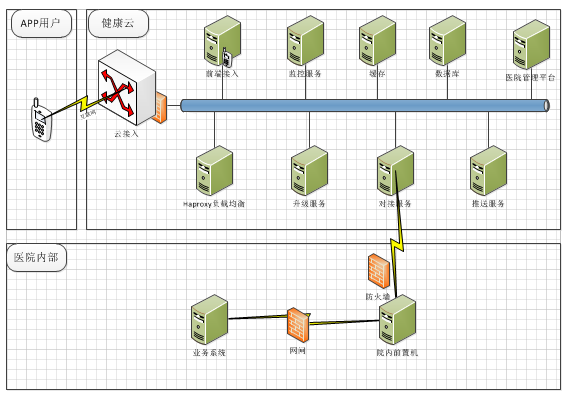 APP用户
健康云
前端接入
监控服务
缓存
数据库
医院管理平台
互联网
云接入
Haproxy负载均衡
升级服务
对接服务
推送服务
医院内部
防火墙
业务系统
网闸
院内前置机